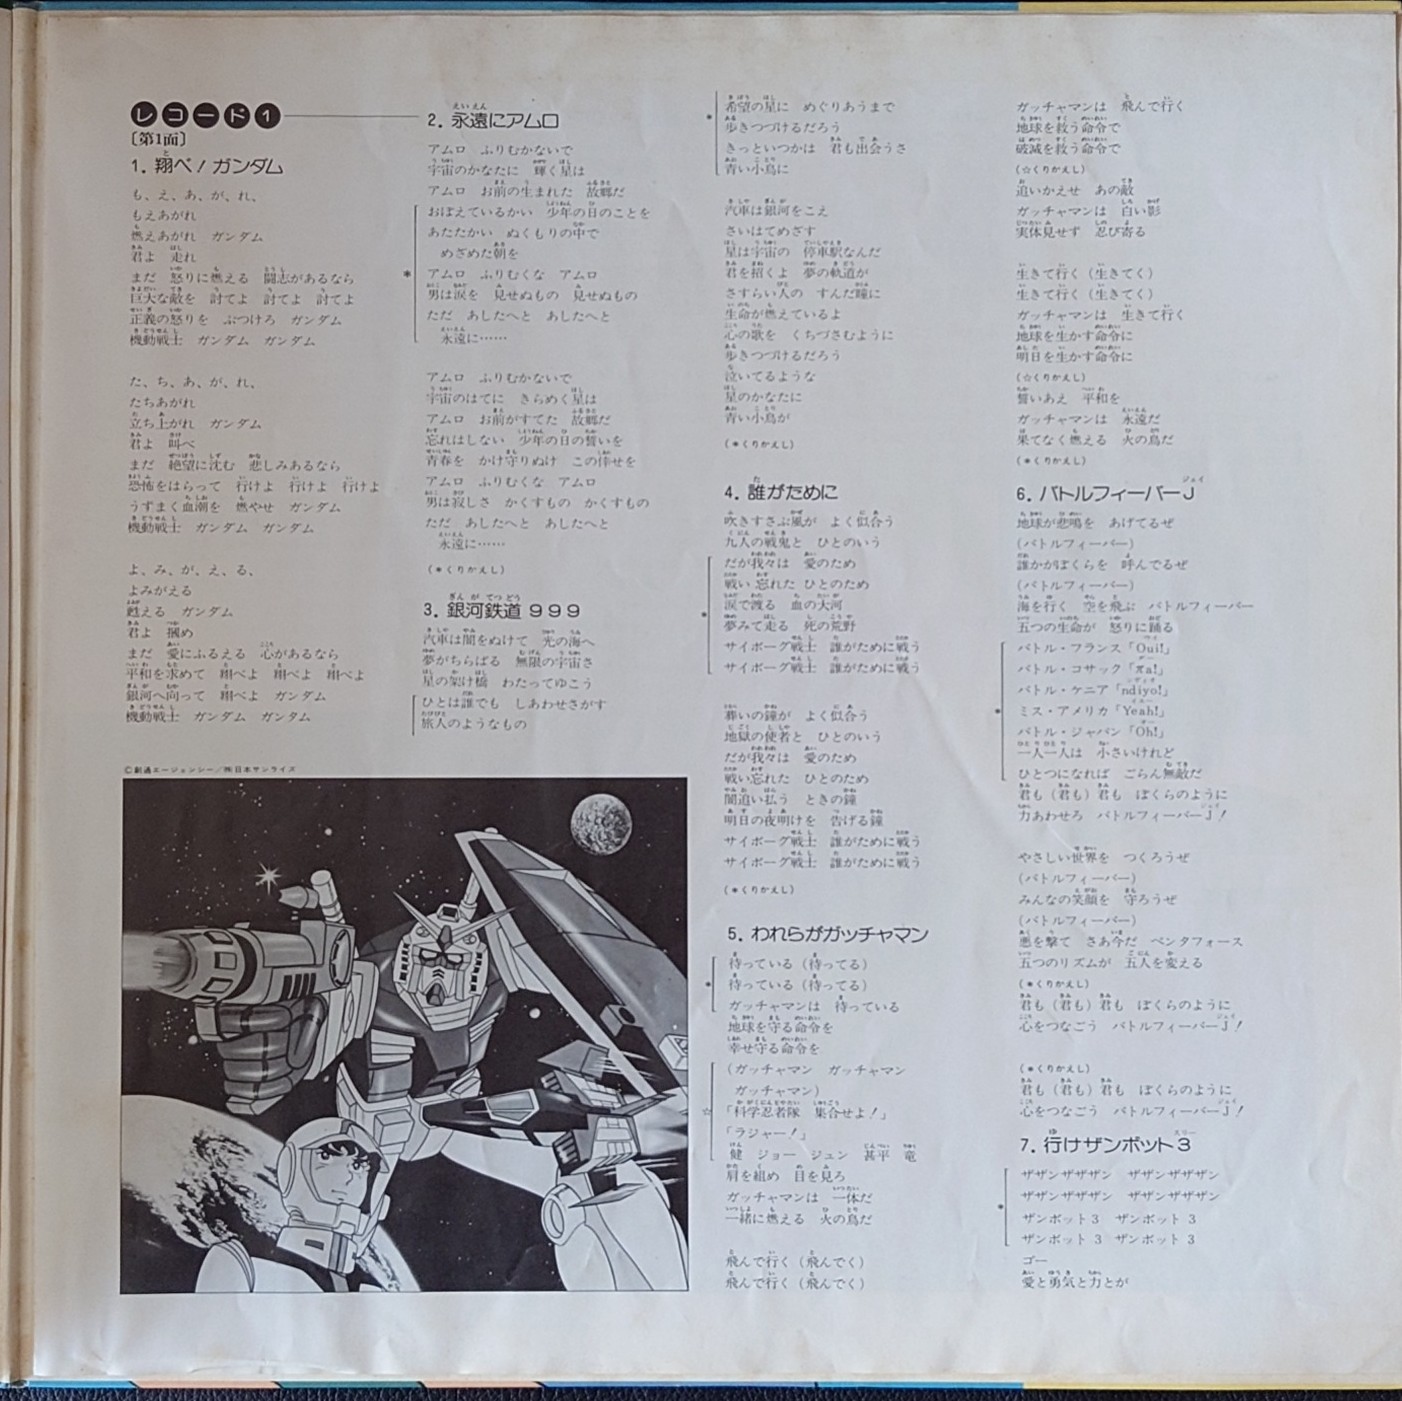 レコード1
〔第1面〕
1. 翔べ!ガンダム
も、え、あ、が、れ、
もえあがれ
燃えあがれ　ガンダム
君よ　走れ
まだ　怒りに燃える　闘志があるなら
巨大な敵を　討てよ　討てよ　討てよ
正義の怒りを　ぶつけろ　ガンダム
機動戦士　ガンダム　ガンダム
た、ち、あ、が、れ、
たちあがれ
立ち上がれ　ガンダム
君よ　叫べ
まだ　絶望に沈む　悲しみあるなら
恐怖をはらって　行けよ　行けよ　行けよ
うずまく血潮を　燃やせ　ガンダム
機動戦士　ガンダム　ガンダム
よ、み、が、え、る、
よみがえる
甦える　ガンダム
君よ　掴め
まだ　愛にふるえる　心があるなら
平和を求めて　翔べよ　翔べよ　翔べよ
銀河へ向って　翔べよ　ガンダム
機動戦士　ガンダム　ガンタム
©創通エージェンシー/㈱日本サンライズ
2. 永遠にアムロ
アムロ　ふりむかないで
宇宙のかなたに　輝く星は
アムロ　お前の生まれた　故郷だ
おぼえているかい　少年の日のことを
あたたかい　ぬくもりの中で
めざめた朝を
アムロ　ふりむくな　アムロ
男は涙を　見せぬもの　見せぬもの
ただ　あしたへと　あしたへと
永遠に……
アムロ　ふりむかないで
宇宙のはてに　きらめく星は
アムロ　お前がすてた　故郷だ
忘れはしない　少年の日の誓いを
青春を　かけ守りぬけ　この倖せを
アムロ　ふりむくな　アムロ
男は寂しさ　かくすもの　かくすもの
ただ　あしたへと　あしたへと
永遠に……
(*くりかえし)
3. 銀河鉄道999
汽車は闇をぬけて　光の海へ
夢がちらばる　無限の宇宙さ
星の架け橋　わたってゆこう
ひとは誰でも　しあわせさがす
旅人のようなもの
希望の星に　めぐりあうまで
歩きつづけるだろう
きっといつかは　君も出会うさ
青い小鳥に
汽車は銀河をこえ
さいはてめざす
星は宇宙の　停車駅なんだ
君を招くよ　夢の軌道が
さすらい人の　すんだ瞳に
生命が燃えているよ
心の歌を　くちづさむように
歩きつづけるだろう
泣いてるような
星のかなたに
青い小鳥が
(*くりかえし)
4. 誰がために
吹きすさぶ風が　よく似合う
九人の戦鬼と　ひとのいう
だが我々は　愛のため
戦い忘れた　ひとのため
涙で渡る　血の大河
夢みて走る　死の荒野
サイボーグ戦士　誰がために戦う
サイボーグ戦士　誰がために戦う
葬いの鐘が　よく似合う
地獄の使者と　ひとのいう
だが我々は　愛のため
戦い忘れた　ひとのため
闇追い払う　ときの鐘
明日の夜明けを　告げる鐘
サイボーグ戦士　誰がために戦う
サイボーグ戦士　誰がために戦う
(*くりかえし)
5. われらがガッチャマン
待っている(待ってる)
待っている(待ってる)
ガッチャマンは　待っている
地球を守る命令を
幸せ守る命令を
(ガッチャマン　ガッチャマン
ガッチャマン)
「科学忍者隊　集合せよ!」
「ラジャー!」
健　ジョー　ジュン　甚平　竜
肩を組め　目を見ろ
ガッチャマンは　一体だ
一緒に燃える　火の鳥だ
飛んで行く(飛んでく)
飛んで行く(飛んでく)
ガッチャマンは　飛んで行く
地球を救う命令で
破滅を救う命令で
(☆くりかえし)
追いかえせ　あの敵
ガッチャマンは　白い影
実体見せず　忍び寄る
生きて行く(生きてく)
生きて行く(生きてく)
ガッチャマンは　生きて行く
地球を生かす命令に
明日を生かす命令に
(☆くりかえし)
誓いあえ　平和を
ガッチャマンは　永遠だ
果てなく燃える　火の鳥だ
(*くりかえし)
6. バトルフィーバーJ
地球が悲鳴を　あげてるぜ
(バトルフィーバー)
誰かがぼくらを　呼んでるぜ
(バトルフィーバー)
海を行く　空を飛ぶ　バトルフィーバー
五つの生命が　怒りに踊る
バトル・フランス「Oui!」
バトル・コサック「Да!」
バトル・ケニア「ndiyo!」
ミス・アメリカ「Yeah!」
バトル・ジャパン「Oh!」
一人一人は　小さいけれど
ひとつになれば　ごらん無敵だ
君も(君も)君も　ぼくらのように
力あわせろ　バトルフィーバーJ!
やさしい世界を　つくろうぜ
(バトルフィーバー)
みんなの笑顔を　守ろうぜ
(バトルフィーバー)
悪を撃て　さあ今だ　ペンタフォース
五つのリズムが　五人を変える
(*くりかえし)
君も(君も)君も　ぼくらのように
心をつなごう　バトルフィーバーJ!
(*くりかえし)
君も(君も)君も　ぼくらのように
心をつなごう　バトルフィーバーJ!
7. 行けザンボット3
ザザンザザザン　ザザンザザザン
ザザンザザザン　ザザンザザザン
ザンボット3　ザンボット3
ザンボット3　ザンボット3
ゴー
愛と勇気と力とが